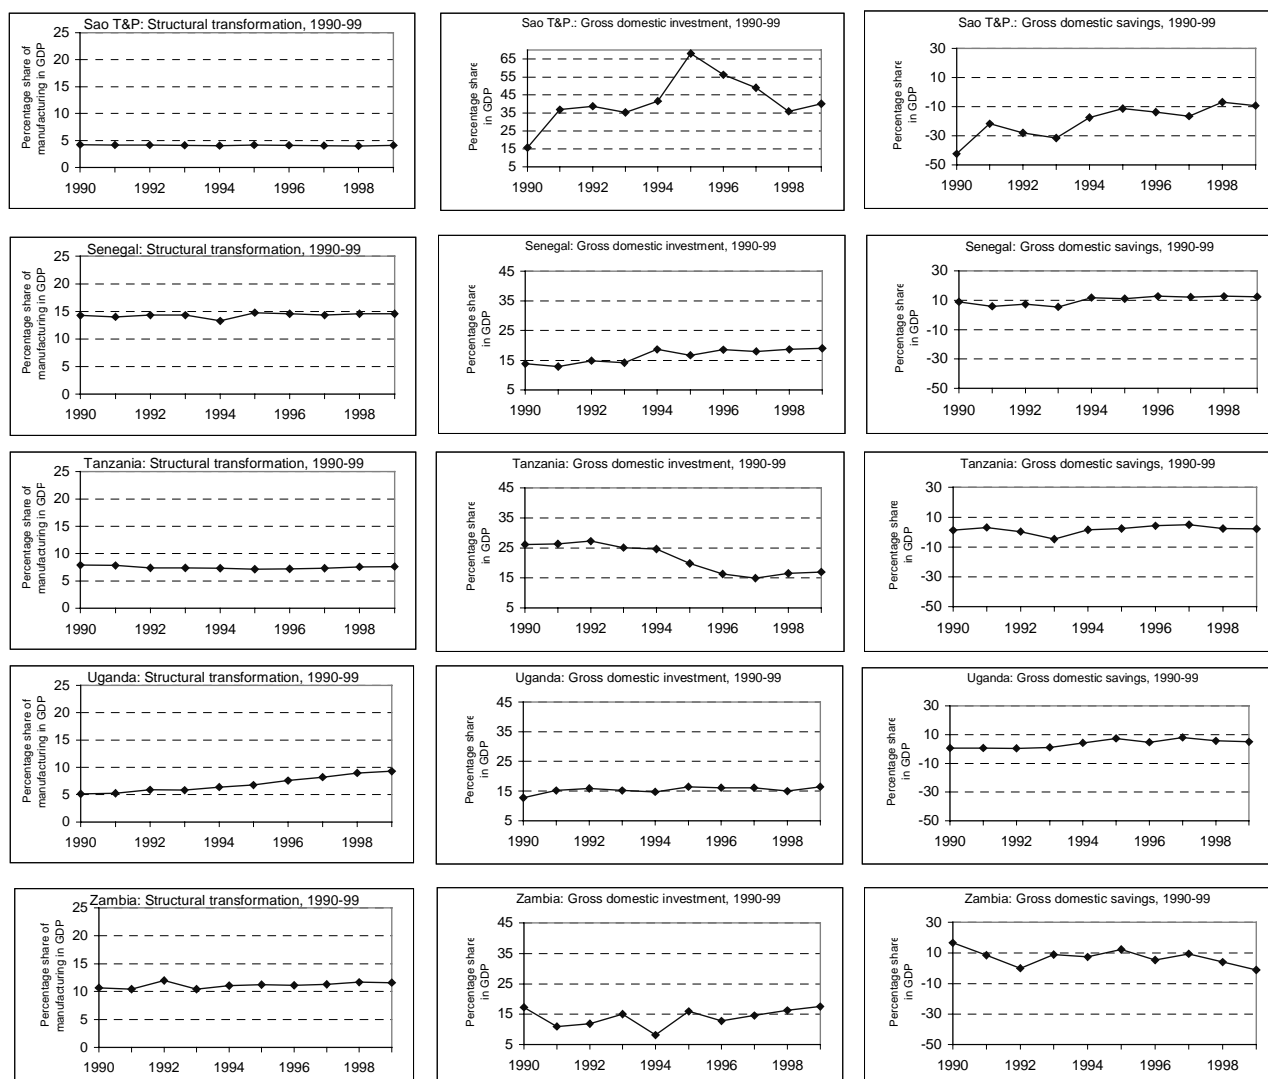 Sao T&P: Structural transformation, 1990-99
Percentage share of
manufacturing in GDP
25
20
15
10
5
0
1990 1992 1994 1996 1998
Sao T&P.: Gross domestic investment, 1990-99
Percentage share
in GDP
65
55
45
35
25
15
5
1990 1992 1994 1996 1998
Sao T&P.: Gross domestic savings, 1990-99
Percentage share
in GDP
30
10
-10
-30
-50
1990 1992 1994 1996 1998
Senegal: Structural transformation, 1990-99
Percentage share of
manufacturing in GDP
25
20
15
10
5
0
1990 1992 1994 1996 1998
Senegal: Gross domestic investment, 1990-99
Percentage share
in GDP
45
35
25
15
5
1990 1992 1994 1996 1998
Senegal: Gross domestic savings, 1990-99
Percentage share
in GDP
30
10
-10
-30
-50
1990 1992 1994 1996 1998
Tanzania: Structural transformation, 1990-99
Percentage share of
manufacturing in GDP
25
20
15
10
5
0
1990 1992 1994 1996 1998
Tanzania: Gross domestic investment, 1990-99
Percentage share
in GDP
45
35
25
15
5
1990 1992 1994 1996 1998
Tanzania: Gross domestic savings, 1990-99
Percentage share
in GDP
30
10
-10
-30
-50
1990 1992 1994 1996 1998
Uganda: Structural transformation, 1990-99
Percentage share of
manufacturing in GDP
25
20
15
10
5
0
1990 1992 1994 1996 1998
Uganda: Gross domestic investment, 1990-99
Percentage share
in GDP
45
35
25
15
5
1990 1992 1994 1996 1998
Uganda: Gross domestic savings, 1990-99
Percentage share
in GDP
30
10
-10
-30
-50
1990 1992 1994 1996 1998
Zambia: Structural transformation, 1990-99
Percentage share of
manufacturing in GDP
25
20
15
10
5
0
1990 1992 1994 1996 1998
Zambia: Gross domestic investment, 1990-99
Percentage share
in GDP
45
35
25
15
5
1990 1992 1994 1996 1998
Zambia: Gross domestic savings, 1990-99
Percentage share
in GDP
30
10
-10
-30
-50
1990 1992 1994 1996 1998